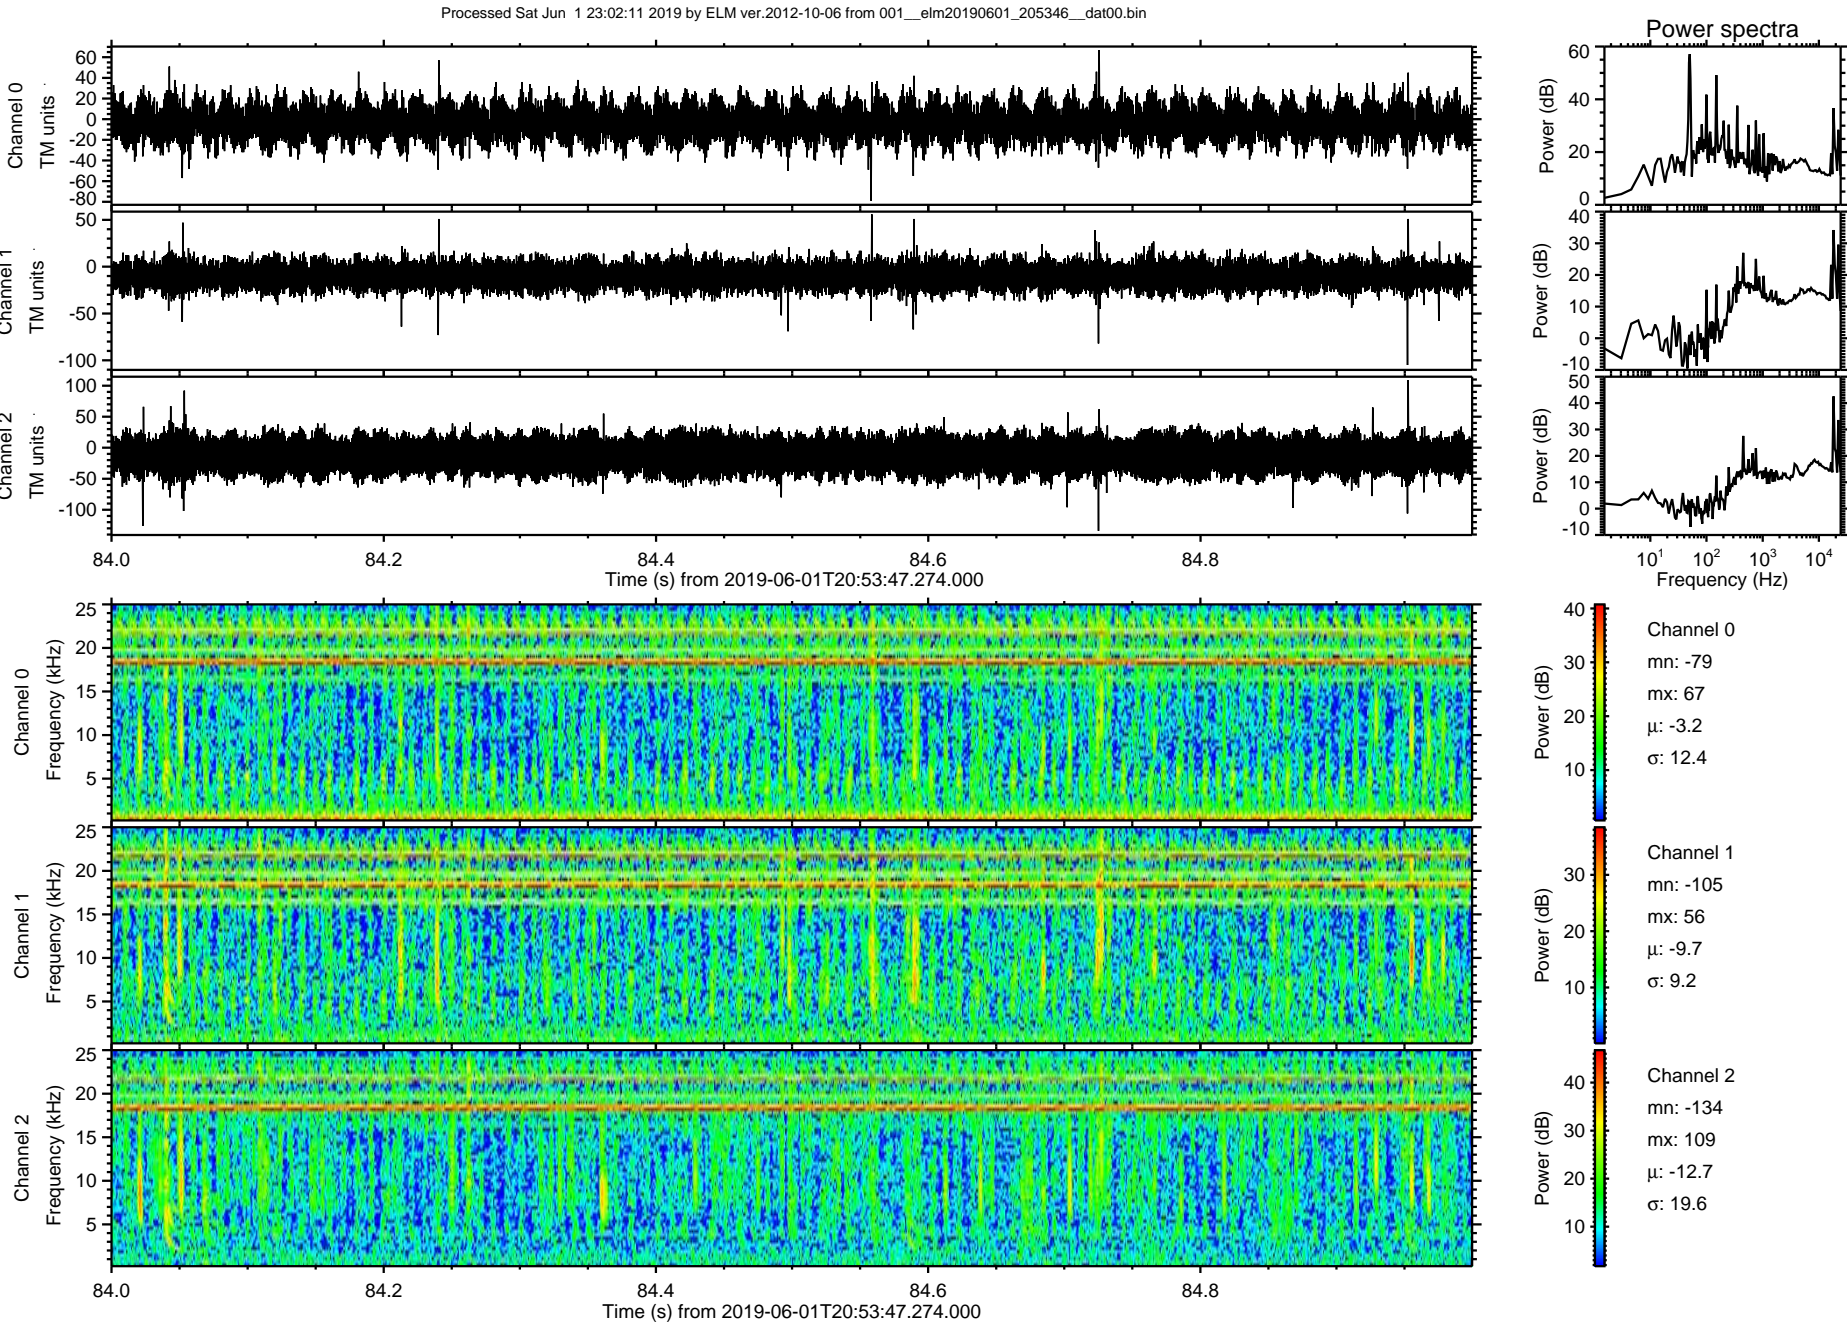 Processed Sat Jun  1 23:02:11 2019 by ELM ver.2012-10-06 from 001__elm20190601_205346__dat00.bin
Power spectra
Channel 0
TM units
60
40
20
0
-20
-40
-60
-80
Power (dB)
60
40
20
0
Channel 1
TM units
50
0
-50
-100
Power (dB)
40
30
20
10
0
-10
Channel 2
TM units
100
50
0
-50
-100
Power (dB)
50
40
30
20
10
0
-10
84.0 84.2 84.4 84.6 84.8
Time (s) from 2019-06-01T20:53:47.274.000
10¹ 10² 10³ 10⁴
Frequency (Hz)
Channel 0
Frequency (kHz)
25
20
15
10
5
Power (dB)
40
30
20
10
Channel 0
mn: -79
mx: 67
μ: -3.2
σ: 12.4
Channel 1
Frequency (kHz)
25
20
15
10
5
Power (dB)
30
20
10
Channel 1
mn: -105
mx: 56
μ: -9.7
σ: 9.2
Channel 2
Frequency (kHz)
25
20
15
10
5
Power (dB)
40
30
20
10
Channel 2
mn: -134
mx: 109
μ: -12.7
σ: 19.6
84.0 84.2 84.4 84.6 84.8
Time (s) from 2019-06-01T20:53:47.274.000